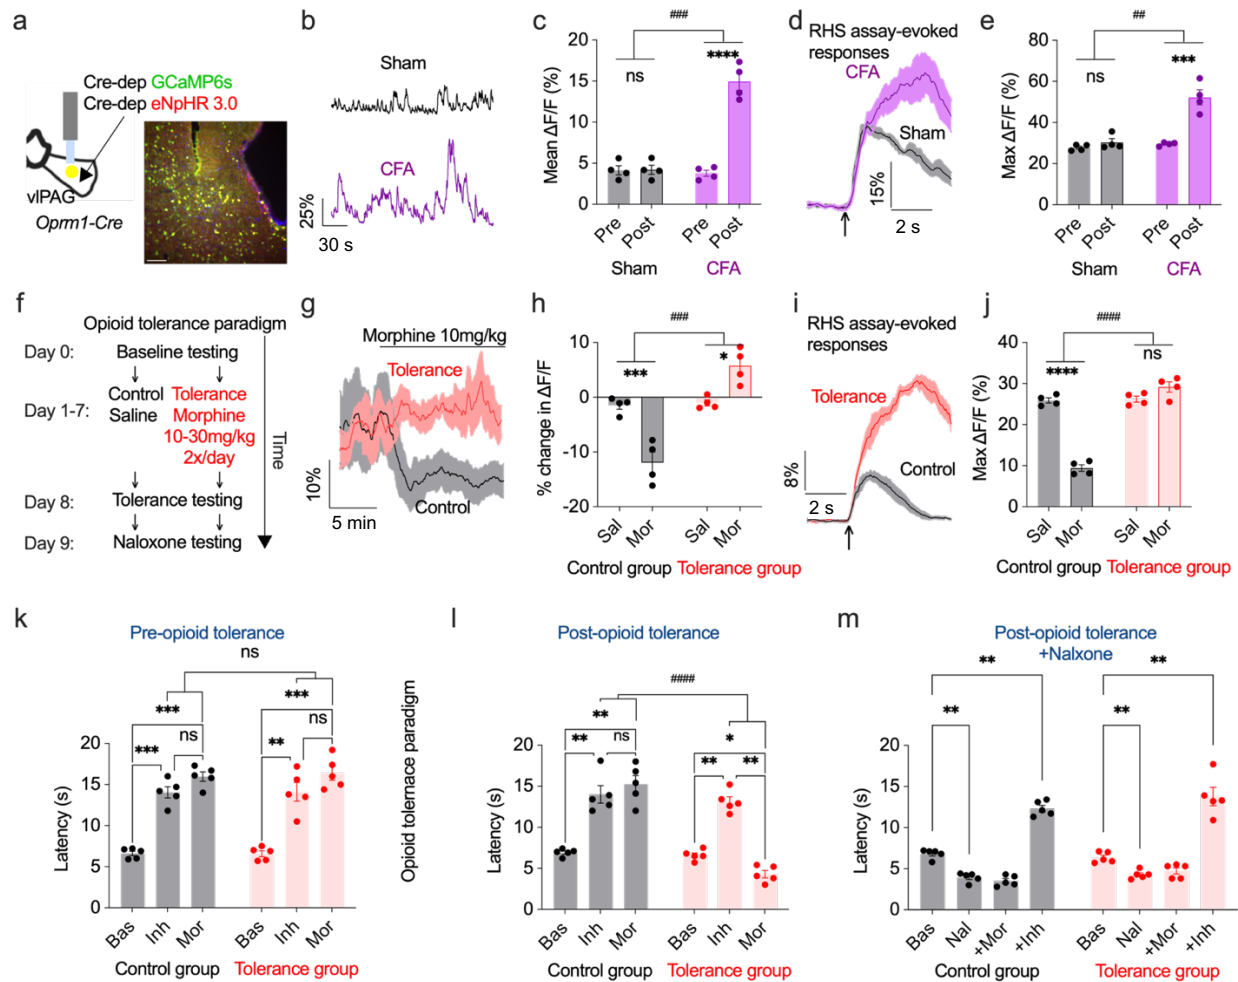 a
Cre-dep GCaMP6s
Cre-dep eNpHR 3.0
vlPAG
Oprm1-Cre
b
Sham
CFA
25%
30 s
c
###
****
ns
Mean ΔF/F (%)
20
15
10
5
0
Pre
Post
Pre
Post
Sham
CFA
d
RHS assay-evoked
responses
CFA
Sham
15%
2 s
e
##
***
ns
Max ΔF/F (%)
80
60
40
20
0
Pre
Post
Pre
Post
Sham
CFA
f
Opioid tolerance paradigm
Day 0:
Baseline testing
Day 1-7:
Control
Saline
Tolerance
Morphine
10-30mg/kg
2x/day
Time
Day 8:
Tolerance testing
Day 9:
Naloxone testing
g
Morphine 10mg/kg
Tolerance
Control
10%
5 min
h
###
***
*
% change in ΔF/F
20
10
0
-10
-20
Sal
Mor
Sal
Mor
Control group
Tolerance group
i
RHS assay-evoked
responses
Tolerance
Control
8%
2 s
j
####
****
ns
Max ΔF/F (%)
40
30
20
10
0
Sal
Mor
Sal
Mor
Control group
Tolerance group
k
Pre-opioid tolerance
ns
***
***
ns
ns
***
**
Latency (s)
20
15
10
5
0
Bas
Inh
Mor
Bas
Inh
Mor
Control group
Tolerance group
Opioid tolernace paradigm
l
Post-opioid tolerance
####
**
*
**
ns
**
**
Latency (s)
20
15
10
5
0
Bas
Inh
Mor
Bas
Inh
Mor
Control group
Tolerance group
m
Post-opioid tolerance
+Nalxone
**
**
**
**
Latency (s)
20
15
10
5
0
Bas
Nal
+Mor
+Inh
Bas
Nal
+Mor
+Inh
Control group
Tolerance group